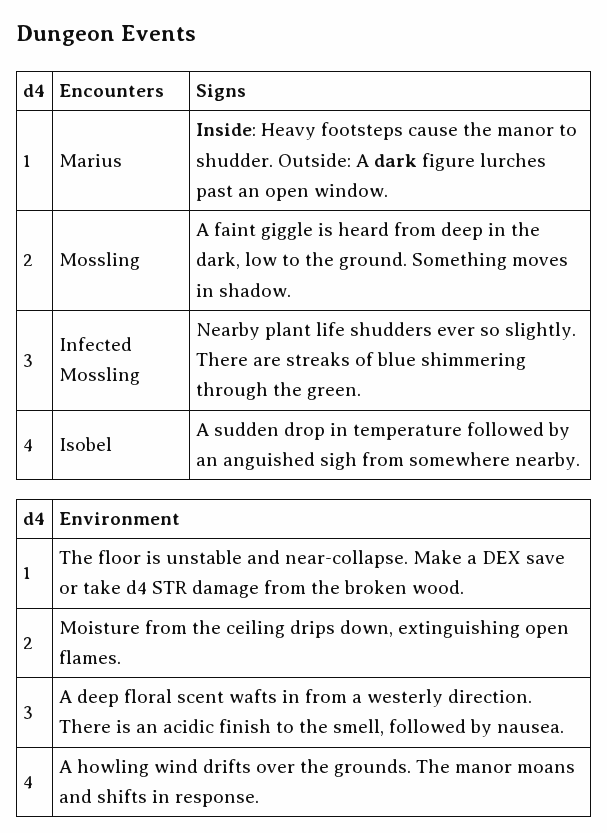 Dungeon Events
d4 Encounters Signs
1 Marius Inside: Heavy footsteps cause the manor to
shudder. Outside: A dark figure lurches
past an open window.
2 Mossling A faint giggle is heard from deep in the
dark, low to the ground. Something moves
in shadow.
3 Infected Mossling Nearby plant life shudders ever so slightly.
There are streaks of blue shimmering
through the green.
4 Isobel A sudden drop in temperature followed by
an anguished sigh from somewhere nearby.
d4 Environment
1 The floor is unstable and near-collapse. Make a DEX save
or take d4 STR damage from the broken wood.
2 Moisture from the ceiling drips down, extinguishing open
flames.
3 A deep floral scent wafts in from a westerly direction.
There is an acidic finish to the smell, followed by nausea.
4 A howling wind drifts over the grounds. The manor moans
and shifts in response.